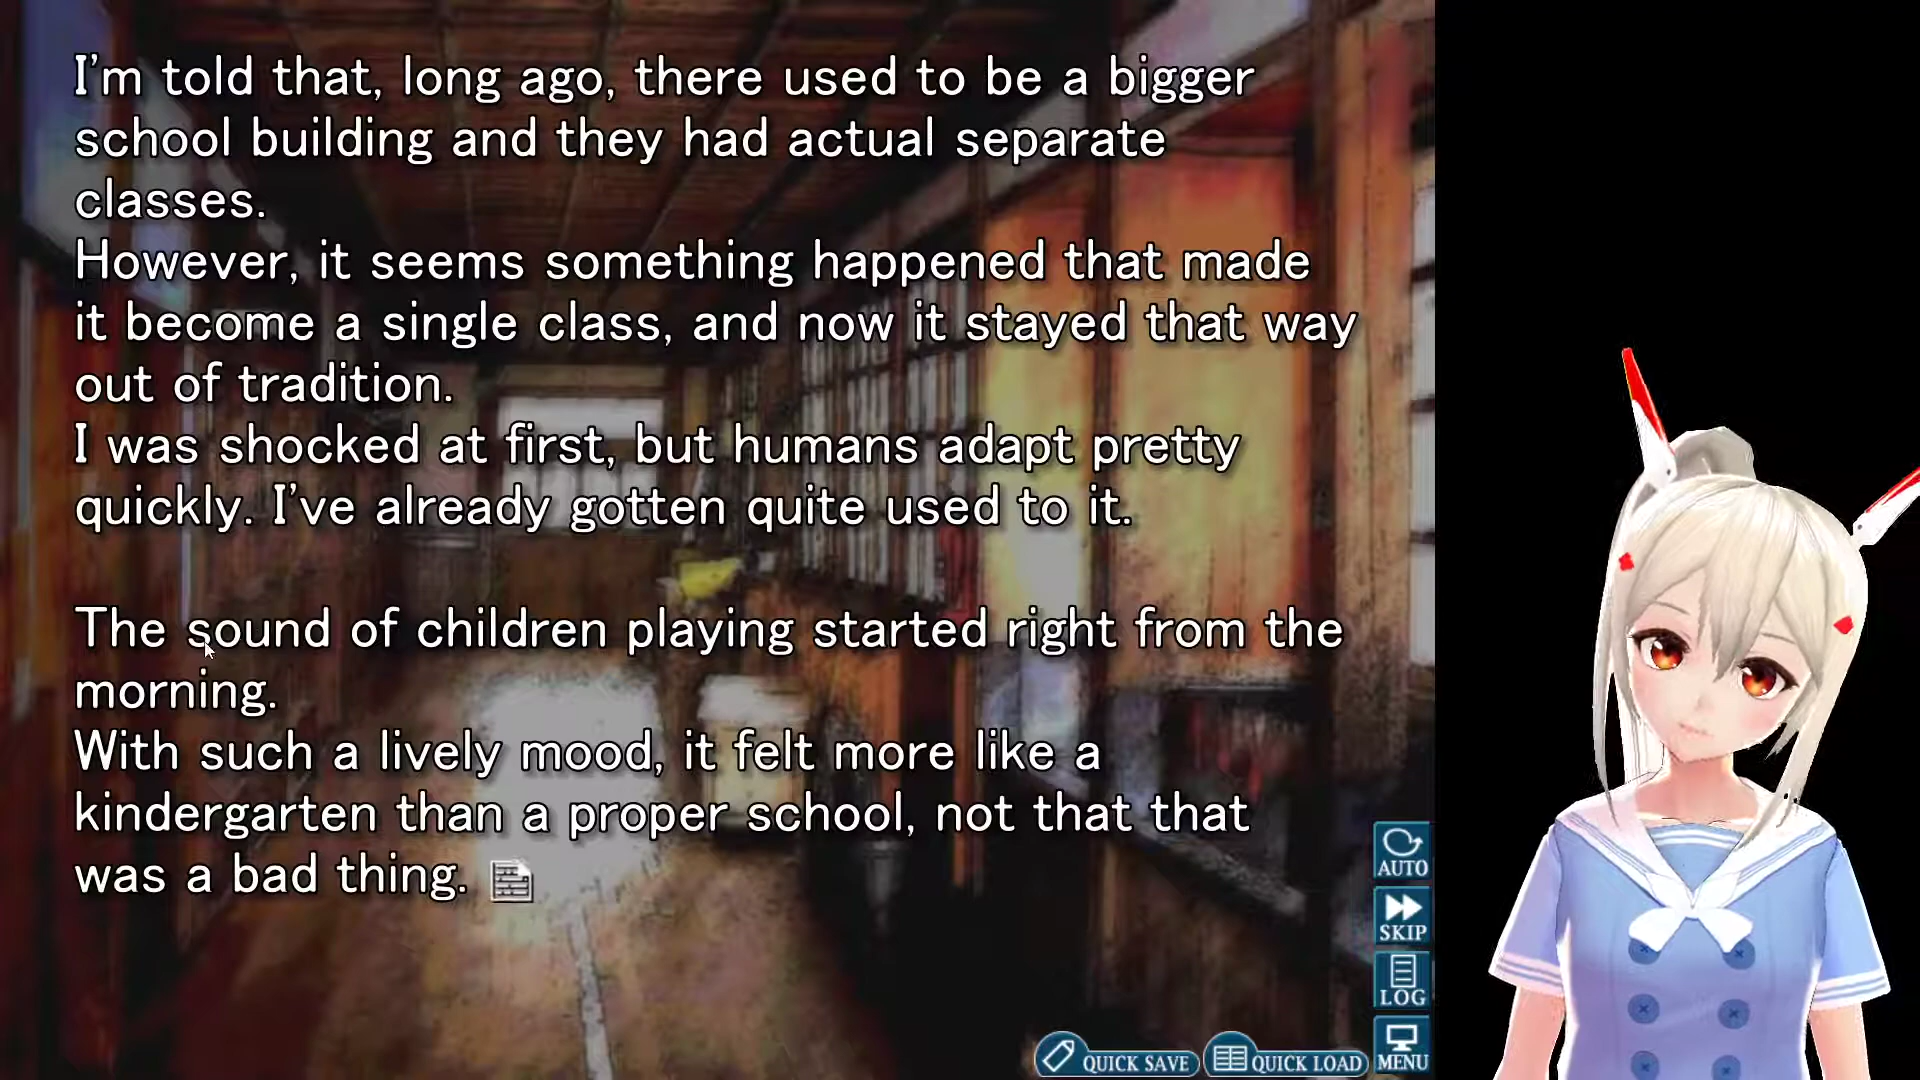 I'm told that, long ago, there used to be a bigger
school building and they had actual separate
classes.
However, it seems something happened that made
it become a single class, and now it stayed that way
out of tradition.
I was shocked at first, but humans adapt pretty
quickly. I've already gotten quite used to it.
The sound of children playing started right from the
morning.
With such a lively mood, it felt more like a
kindergarten than a proper school, not that that
was a bad thing.
AUTO
SKIP
LOG
MENU
QUICK SAVE
QUICK LOAD